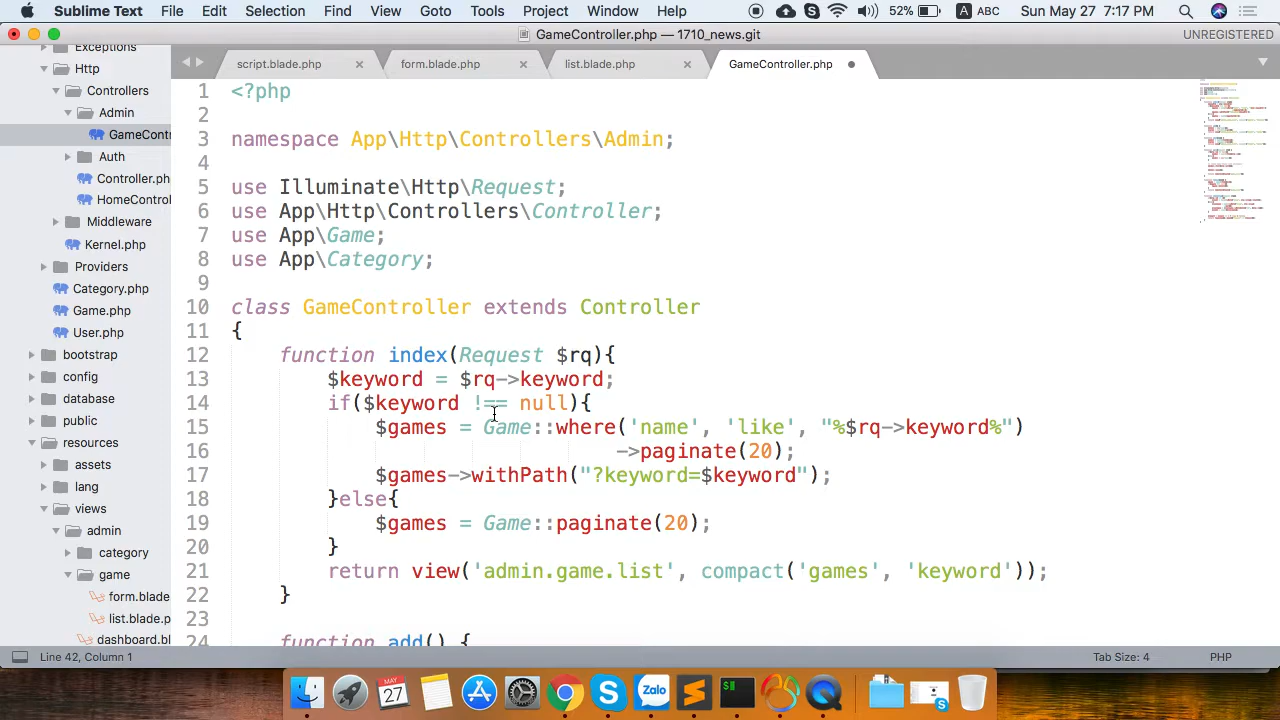 Sublime Text File Edit Selection Find View Goto Tools Project Window Help 52% A ABC Sun May 27 7:17 PM
GameController.php — 1710_news.git UNREGISTERED
script.blade.php form.blade.php list.blade.php GameController.php
Exceptions
Http
Controllers
Admin
GameContr
Auth
Controller.ph
HomeControl
Middleware
Kernel.php
Providers
Category.php
Game.php
User.php
bootstrap
config
database
public
resources
assets
lang
views
admin
category
game
form.blade
list.blade.p
dashboard.bl
1 <?php
2
3 namespace App\Http\Controllers\Admin;
4
5 use Illuminate\Http\Request;
6 use App\Http\Controllers\Controller;
7 use App\Game;
8 use App\Category;
9
10 class GameController extends Controller
11 {
12 function index(Request $rq){
13 $keyword = $rq->keyword;
14 if($keyword !== null){
15 $games = Game::where('name', 'like', "%$rq->keyword%")
16 ->paginate(20);
17 $games->withPath("?keyword=$keyword");
18 }else{
19 $games = Game::paginate(20);
20 }
21 return view('admin.game.list', compact('games', 'keyword'));
22 }
23
24 function add() {
Line 42, Column 1 Tab Size: 4 PHP
MAY
27
Zalo